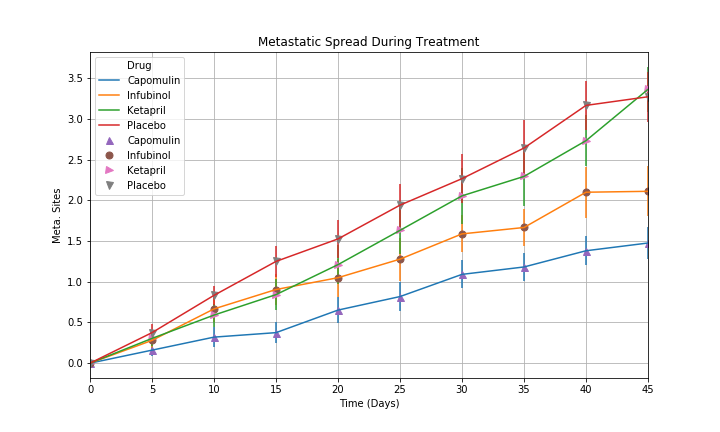 Metastatic Spread During Treatment
Drug
Capomulin
Infubinol
Ketapril
Placebo
Capomulin
Infubinol
Ketapril
Placebo
3.5
3.0
2.5
2.0
1.5
1.0
0.5
0.0
Meta. Sites
0 5 10 15 20 25 30 35 40 45
Time (Days)